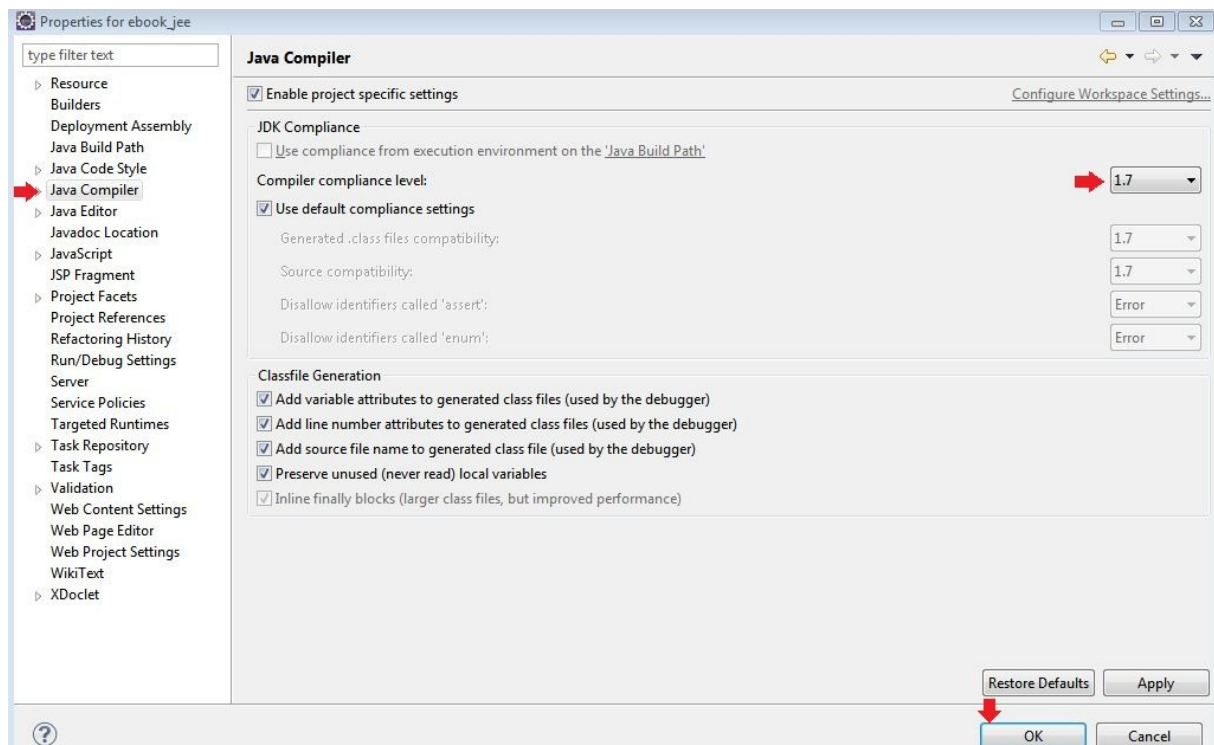 Properties for ebook_jee
type filter text
Resource
Builders
Deployment Assembly
Java Build Path
Java Code Style
Java Compiler
Java Editor
Javadoc Location
JavaScript
JSP Fragment
Project Facets
Project References
Refactoring History
Run/Debug Settings
Server
Service Policies
Targeted Runtimes
Task Repository
Task Tags
Validation
Web Content Settings
Web Page Editor
Web Project Settings
WikiText
XDoclet
Java Compiler
Enable project specific settings
Configure Workspace Settings...
JDK Compliance
Use compliance from execution environment on the 'Java Build Path'
Compiler compliance level: 1.7
Use default compliance settings
Generated .class files compatibility: 1.7
Source compatibility: 1.7
Disallow identifiers called 'assert': Error
Disallow identifiers called 'enum': Error
Classfile Generation
Add variable attributes to generated class files (used by the debugger)
Add line number attributes to generated class files (used by the debugger)
Add source file name to generated class file (used by the debugger)
Preserve unused (never read) local variables
Inline finally blocks (larger class files, but improved performance)
Restore Defaults Apply
? OK Cancel